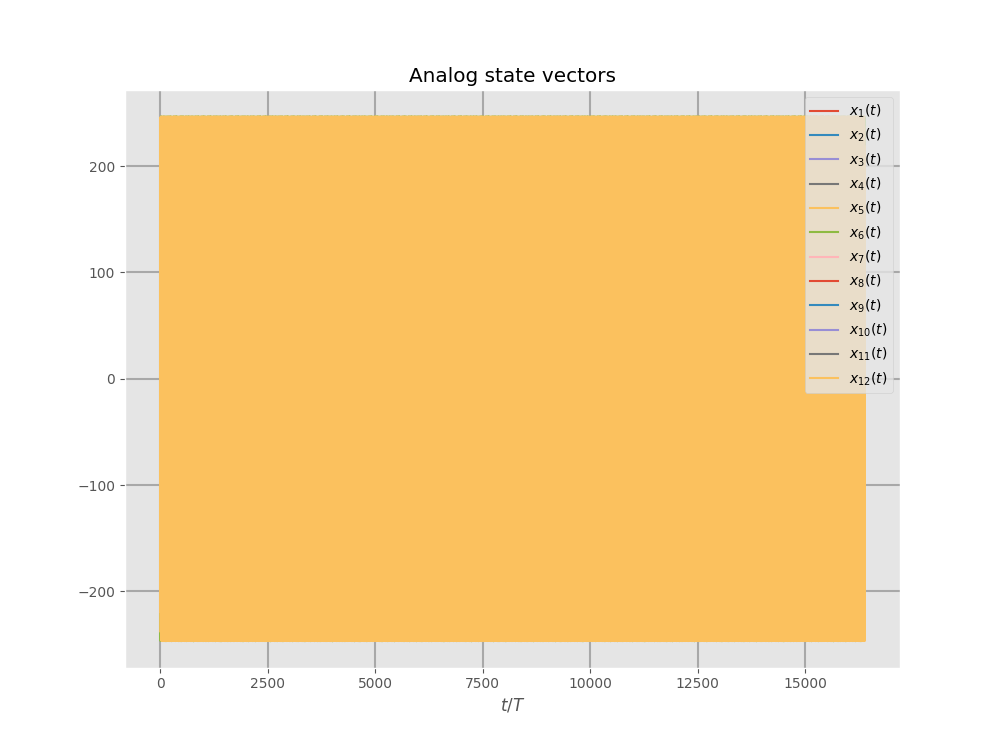 Analog state vectors
200
100
0
−100
−200
0 2500 5000 7500 10000 12500 15000
t/T
x₁(t)
x₂(t)
x₃(t)
x₄(t)
x₅(t)
x₆(t)
x₇(t)
x₈(t)
x₉(t)
x₁₀(t)
x₁₁(t)
x₁₂(t)